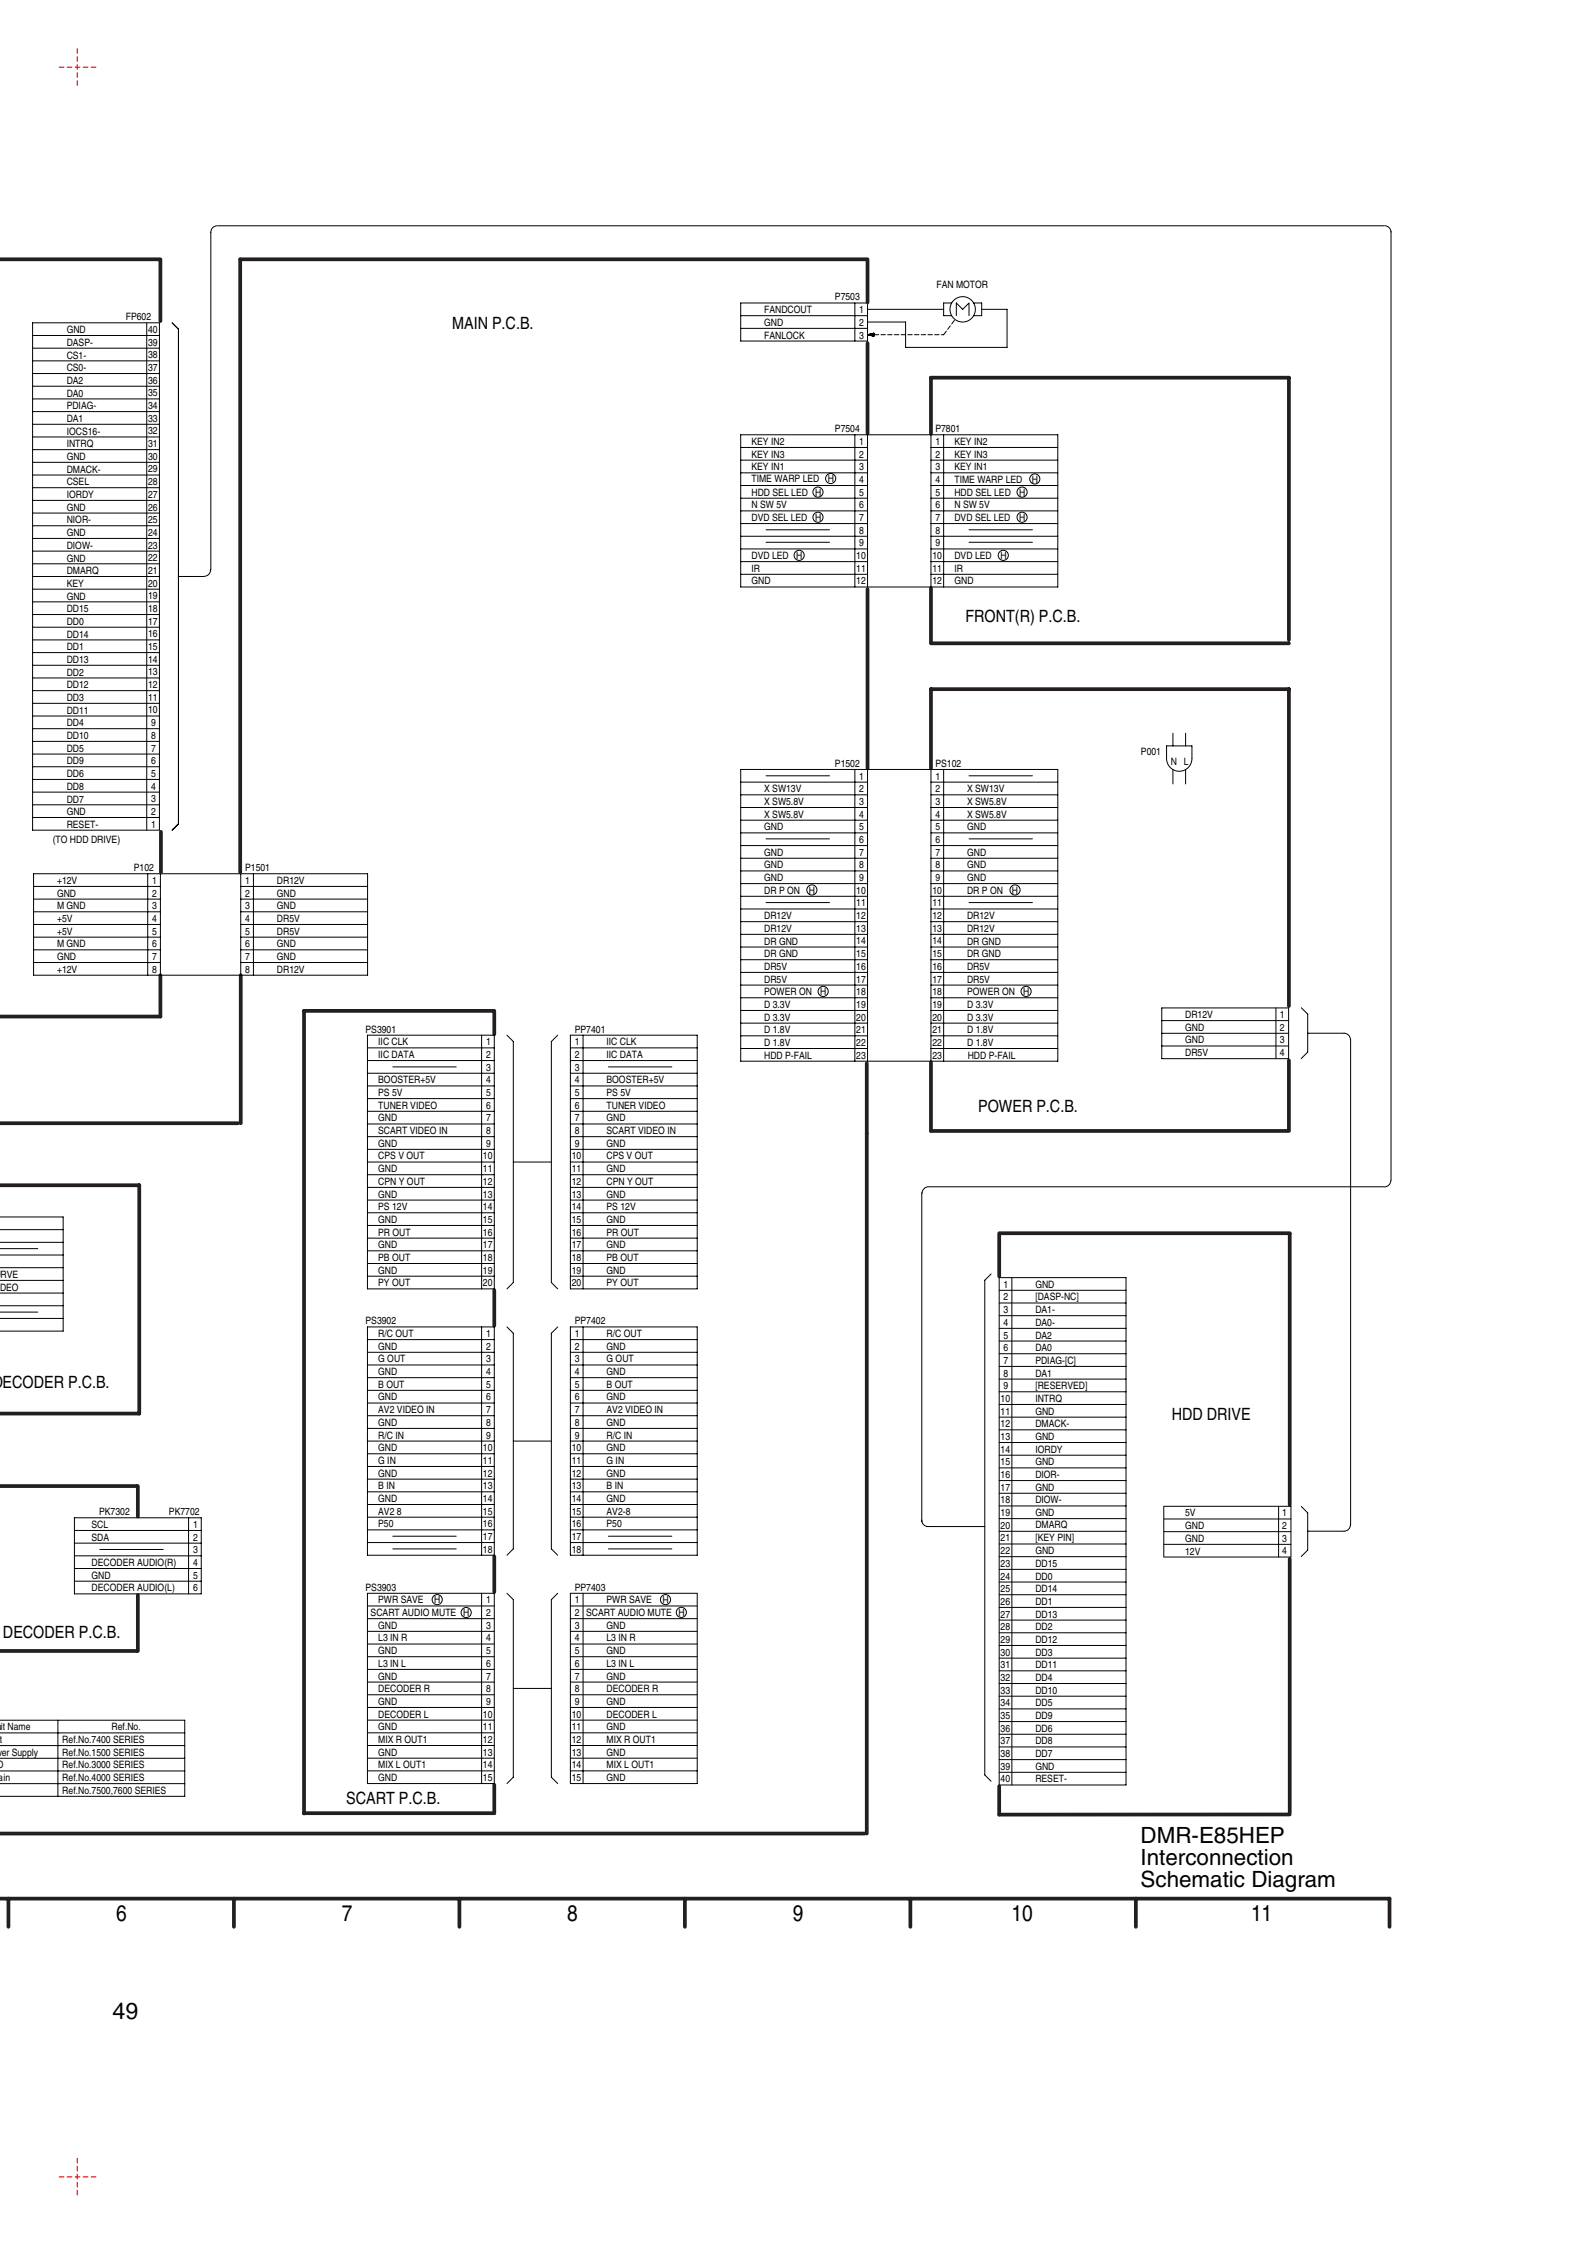 FP602
GND 40
DASP- 39
CS1- 38
CS0- 37
DA2 36
DA0 35
PDIAG- 34
DA1 33
IOCS16- 32
INTRQ 31
GND 30
DMACK- 29
CSEL 28
IORDY 27
GND 26
NIOR- 25
GND 24
DIOW- 23
GND 22
DMARQ 21
KEY 20
GND 19
DD15 18
DD0 17
DD14 16
DD1 15
DD13 14
DD2 13
DD12 12
DD3 11
DD11 10
DD4 9
DD10 8
DD5 7
DD9 6
DD6 5
DD8 4
DD7 3
GND 2
RESET- 1
(TO HDD DRIVE)
P102 P1501
+12V 1 1 DR12V
GND 2 2 GND
M GND 3 3 GND
+5V 4 4 DR5V
+5V 5 5 DR5V
M GND 6 6 GND
GND 7 7 GND
+12V 8 8 DR12V
MAIN P.C.B.
P7503
FANDCOUT 1
GND 2
FANLOCK 3
FAN MOTOR
M
P7504 P7801
KEY IN2 1 1 KEY IN2
KEY IN3 2 2 KEY IN3
KEY IN1 3 3 KEY IN1
TIME WARP LED H 4 4 TIME WARP LED H
HDD SEL LED H 5 5 HDD SEL LED H
N SW 5V 6 6 N SW 5V
DVD SEL LED H 7 7 DVD SEL LED H
8 8
9 9
DVD LED H 10 10 DVD LED H
IR 11 11 IR
GND 12 12 GND
FRONT(R) P.C.B.
P1502 PS102
1 1
X SW13V 2 2 X SW13V
X SW5.8V 3 3 X SW5.8V
X SW5.8V 4 4 X SW5.8V
GND 5 5 GND
6 6
GND 7 7 GND
GND 8 8 GND
GND 9 9 GND
DR P ON H 10 10 DR P ON H
11 11
DR12V 12 12 DR12V
DR12V 13 13 DR12V
DR GND 14 14 DR GND
DR GND 15 15 DR GND
DR5V 16 16 DR5V
DR5V 17 17 DR5V
POWER ON H 18 18 POWER ON H
D 3.3V 19 19 D 3.3V
D 3.3V 20 20 D 3.3V
D 1.8V 21 21 D 1.8V
D 1.8V 22 22 D 1.8V
HDD P-FAIL 23 23 HDD P-FAIL
P001
N L
DR12V 1
GND 2
GND 3
DR5V 4
POWER P.C.B.
PS3901 PP7401
IIC CLK 1 1 IIC CLK
IIC DATA 2 2 IIC DATA
3 3
BOOSTER+5V 4 4 BOOSTER+5V
PS 5V 5 5 PS 5V
TUNER VIDEO 6 6 TUNER VIDEO
GND 7 7 GND
SCART VIDEO IN 8 8 SCART VIDEO IN
GND 9 9 GND
CPS V OUT 10 10 CPS V OUT
GND 11 11 GND
CPN Y OUT 12 12 CPN Y OUT
GND 13 13 GND
PS 12V 14 14 PS 12V
GND 15 15 GND
PR OUT 16 16 PR OUT
GND 17 17 GND
PB OUT 18 18 PB OUT
GND 19 19 GND
PY OUT 20 20 PY OUT
PS3902 PP7402
R/C OUT 1 1 R/C OUT
GND 2 2 GND
G OUT 3 3 G OUT
GND 4 4 GND
B OUT 5 5 B OUT
GND 6 6 GND
AV2 VIDEO IN 7 7 AV2 VIDEO IN
GND 8 8 GND
R/C IN 9 9 R/C IN
GND 10 10 GND
G IN 11 11 G IN
GND 12 12 GND
B IN 13 13 B IN
GND 14 14 GND
AV2 8 15 15 AV2-8
P50 16 16 P50
17 17
18 18
PS3903 PP7403
PWR SAVE H 1 1 PWR SAVE H
SCART AUDIO MUTE H 2 2 SCART AUDIO MUTE H
GND 3 3 GND
L3 IN R 4 4 L3 IN R
GND 5 5 GND
L3 IN L 6 6 L3 IN L
GND 7 7 GND
DECODER R 8 8 DECODER R
GND 9 9 GND
DECODER L 10 10 DECODER L
GND 11 11 GND
MIX R OUT1 12 12 MIX R OUT1
GND 13 13 GND
MIX L OUT1 14 14 MIX L OUT1
GND 15 15 GND
SCART P.C.B.
RVE
DEO
DECODER P.C.B.
PK7302 PK7702
SCL 1
SDA 2
3
DECODER AUDIO(R) 4
GND 5
DECODER AUDIO(L) 6
DECODER P.C.B.
it Name Ref.No.
t Ref.No.7400 SERIES
er Supply Ref.No.1500 SERIES
Ref.No.3000 SERIES
ain Ref.No.4000 SERIES
Ref.No.7500,7600 SERIES
1 GND
2 [DASP-NC]
3 DA1-
4 DA0-
5 DA2
6 DA0
7 PDIAG-[C]
8 DA1
9 [RESERVED]
10 INTRQ
11 GND
12 DMACK-
13 GND
14 IORDY
15 GND
16 DIOR-
17 GND
18 DIOW-
19 GND
20 DMARQ
21 [KEY PIN]
22 GND
23 DD15
24 DD0
25 DD14
26 DD1
27 DD13
28 DD2
29 DD12
30 DD3
31 DD11
32 DD4
33 DD10
34 DD5
35 DD9
36 DD6
37 DD8
38 DD7
39 GND
40 RESET-
HDD DRIVE
5V 1
GND 2
GND 3
12V 4
DMR-E85HEP
Interconnection
Schematic Diagram
6 7 8 9 10 11
49